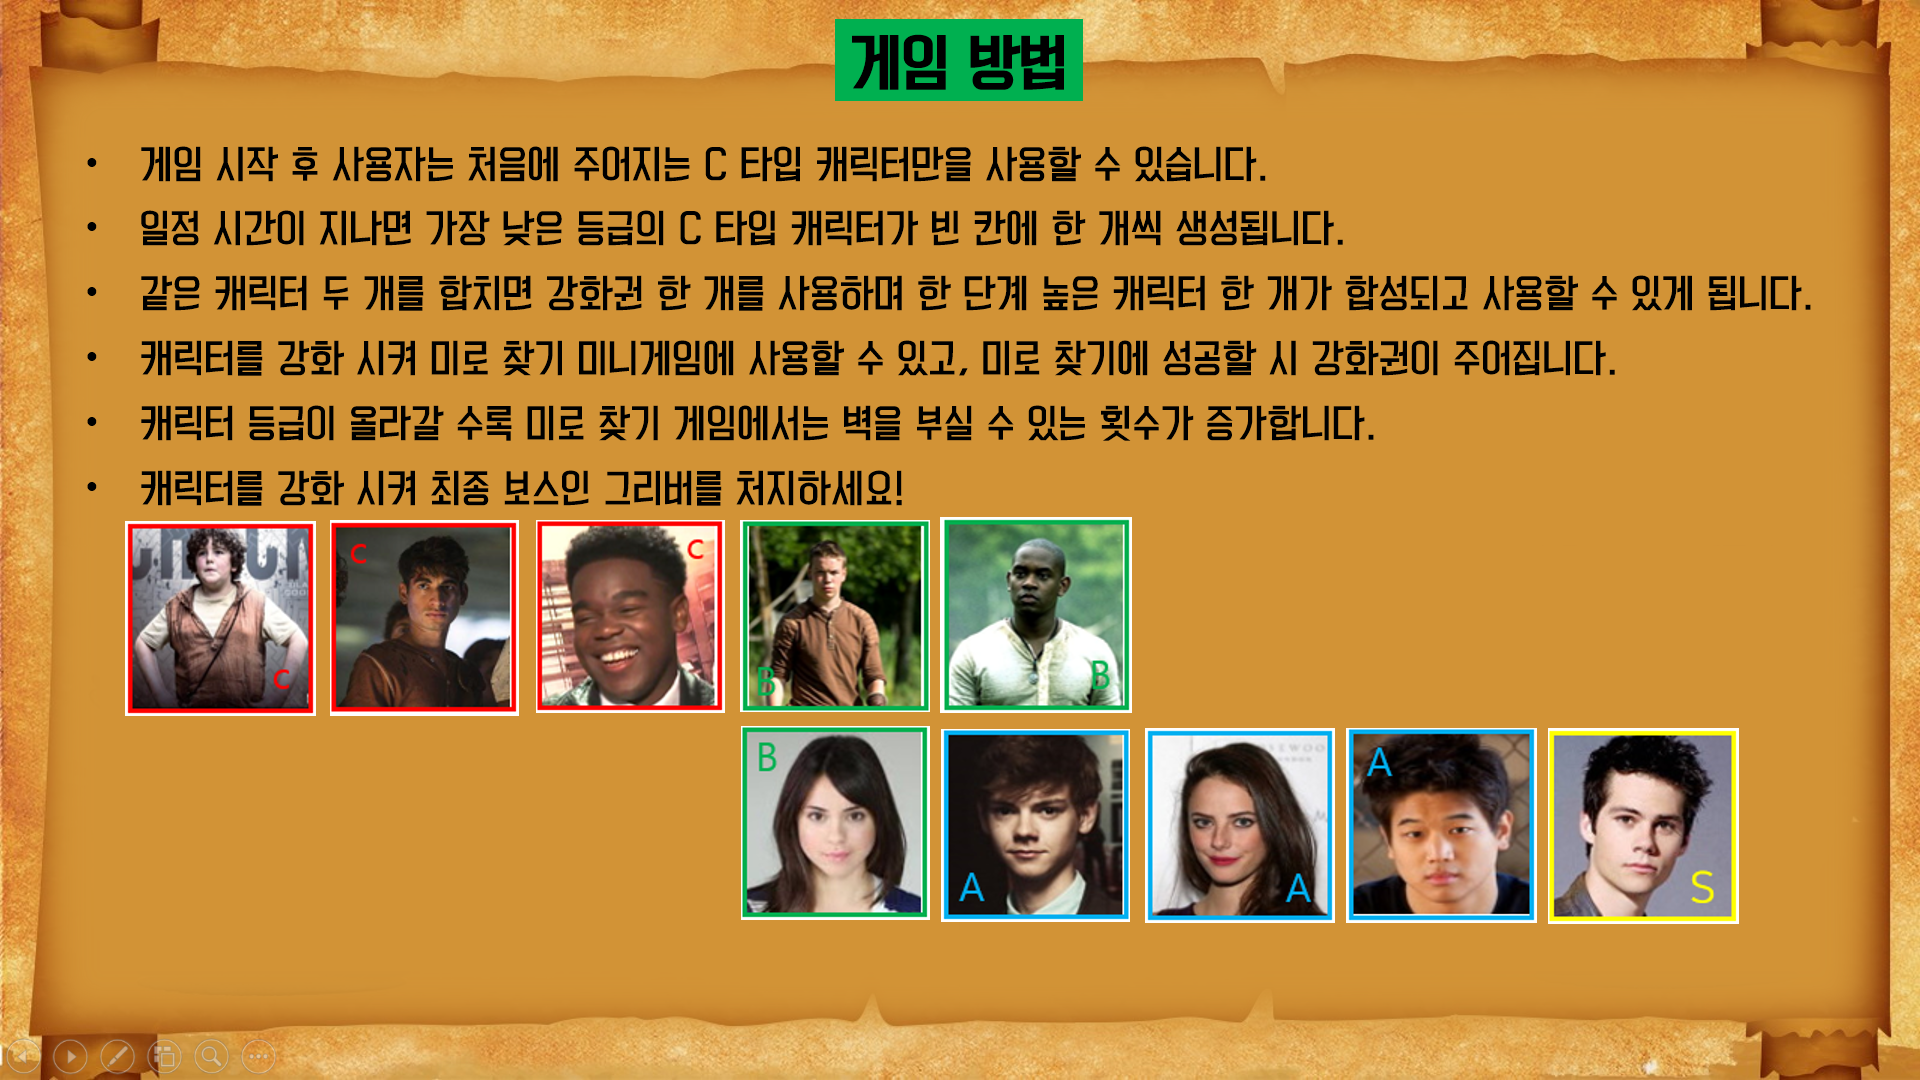 게임 방법
• 게임 시작 후 사용자는 처음에 주어지는 C 타입 캐릭터만을 사용할 수 있습니다.
• 일정 시간이 지나면 가장 낮은 등급의 C 타입 캐릭터가 빈 칸에 한 개씩 생성됩니다.
• 같은 캐릭터 두 개를 합치면 강화권 한 개를 사용하며 한 단계 높은 캐릭터 한 개가 합성되고 사용할 수 있게 됩니다.
• 캐릭터를 강화 시켜 미로 찾기 미니게임에 사용할 수 있고, 미로 찾기에 성공할 시 강화권이 주어집니다.
• 캐릭터 등급이 올라갈 수록 미로 찾기 게임에서는 벽을 부실 수 있는 횟수가 증가합니다.
• 캐릭터를 강화 시켜 최종 보스인 그리버를 처지하세요!
C
C
C
B
B
B
A
A
A
S